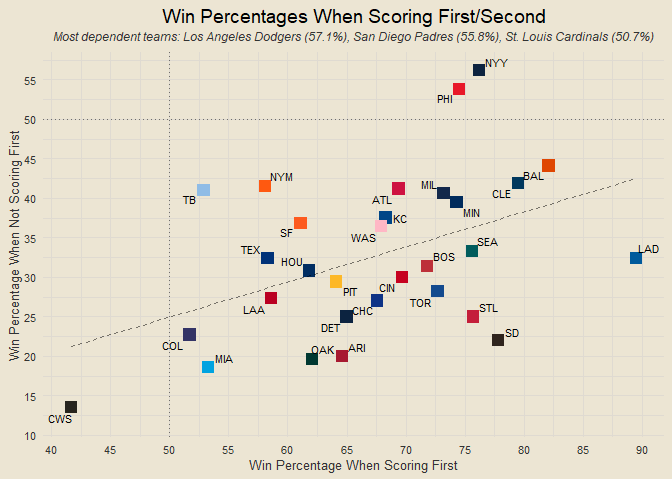 Win Percentages When Scoring First/Second
Most dependent teams: Los Angeles Dodgers (57.1%), San Diego Padres (55.8%), St. Louis Cardinals (50.7%)
Win Percentage When Not Scoring First
55
50
45
40
35
30
25
20
15
10
NYY
PHI
BAL
CLE
NYM
TB
ATL
MIL
MIN
KC
SF
WAS
SEA
LAD
TEX
HOU
BOS
PIT
CIN
TOR
LAA
CHC
DET
STL
SD
COL
MIA
OAK
ARI
CWS
40 45 50 55 60 65 70 75 80 85 90
Win Percentage When Scoring First